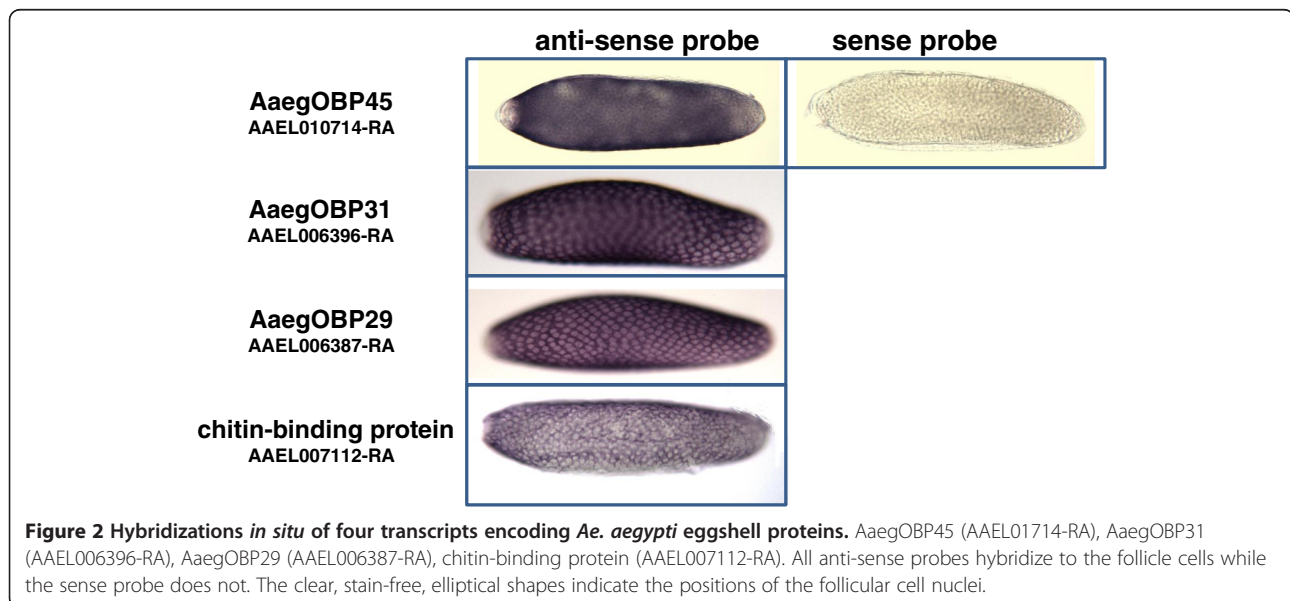 anti-sense probe sense probe
AaegOBP45
AAEL010714-RA
AaegOBP31
AAEL006396-RA
AaegOBP29
AAEL006387-RA
chitin-binding protein
AAEL007112-RA
Figure 2 Hybridizations in situ of four transcripts encoding Ae. aegypti eggshell proteins. AaegOBP45 (AAEL01714-RA), AaegOBP31
(AAEL006396-RA), AaegOBP29 (AAEL006387-RA), chitin-binding protein (AAEL007112-RA). All anti-sense probes hybridize to the follicle cells while
the sense probe does not. The clear, stain-free, elliptical shapes indicate the positions of the follicular cell nuclei.